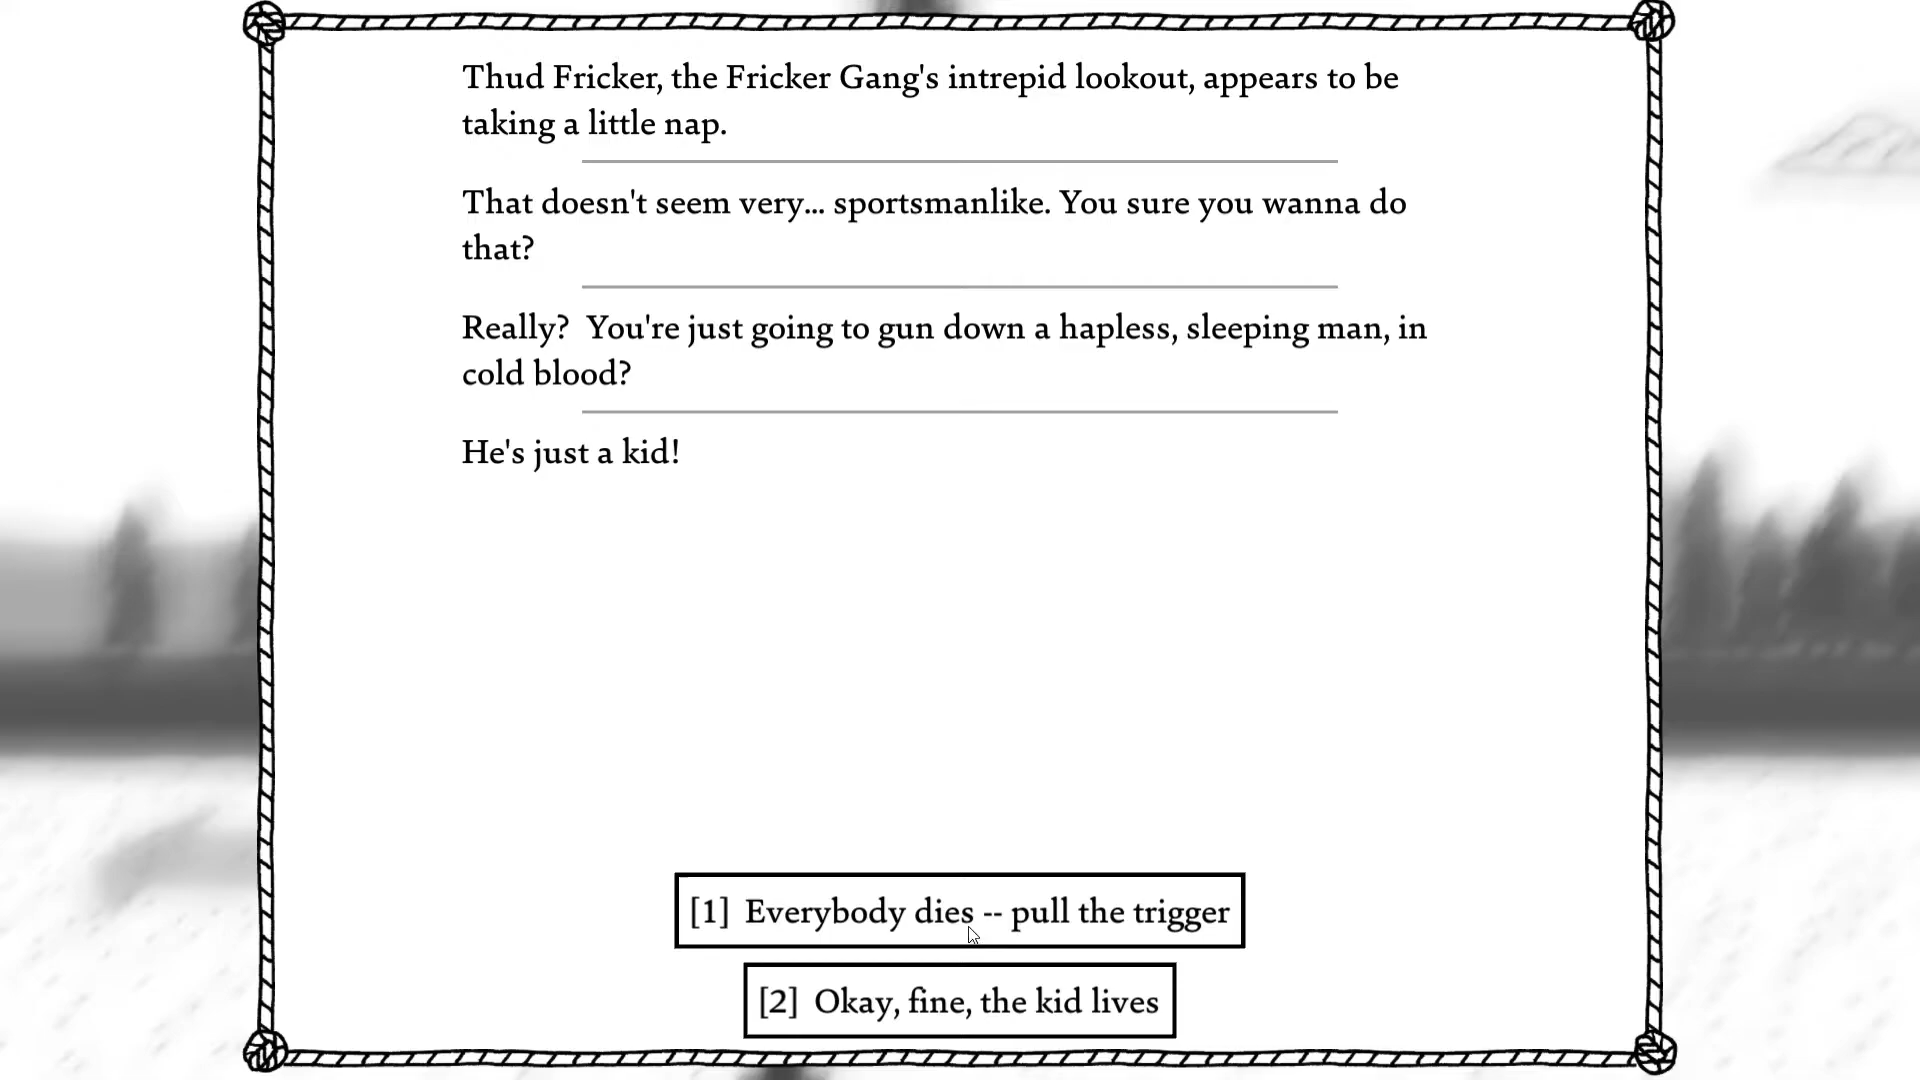 Thud Fricker, the Fricker Gang's intrepid lookout, appears to be
taking a little nap.
That doesn't seem very... sportsmanlike. You sure you wanna do
that?
Really?  You're just going to gun down a hapless, sleeping man, in
cold blood?
He's just a kid!
[1]  Everybody dies -- pull the trigger
[2]  Okay, fine, the kid lives